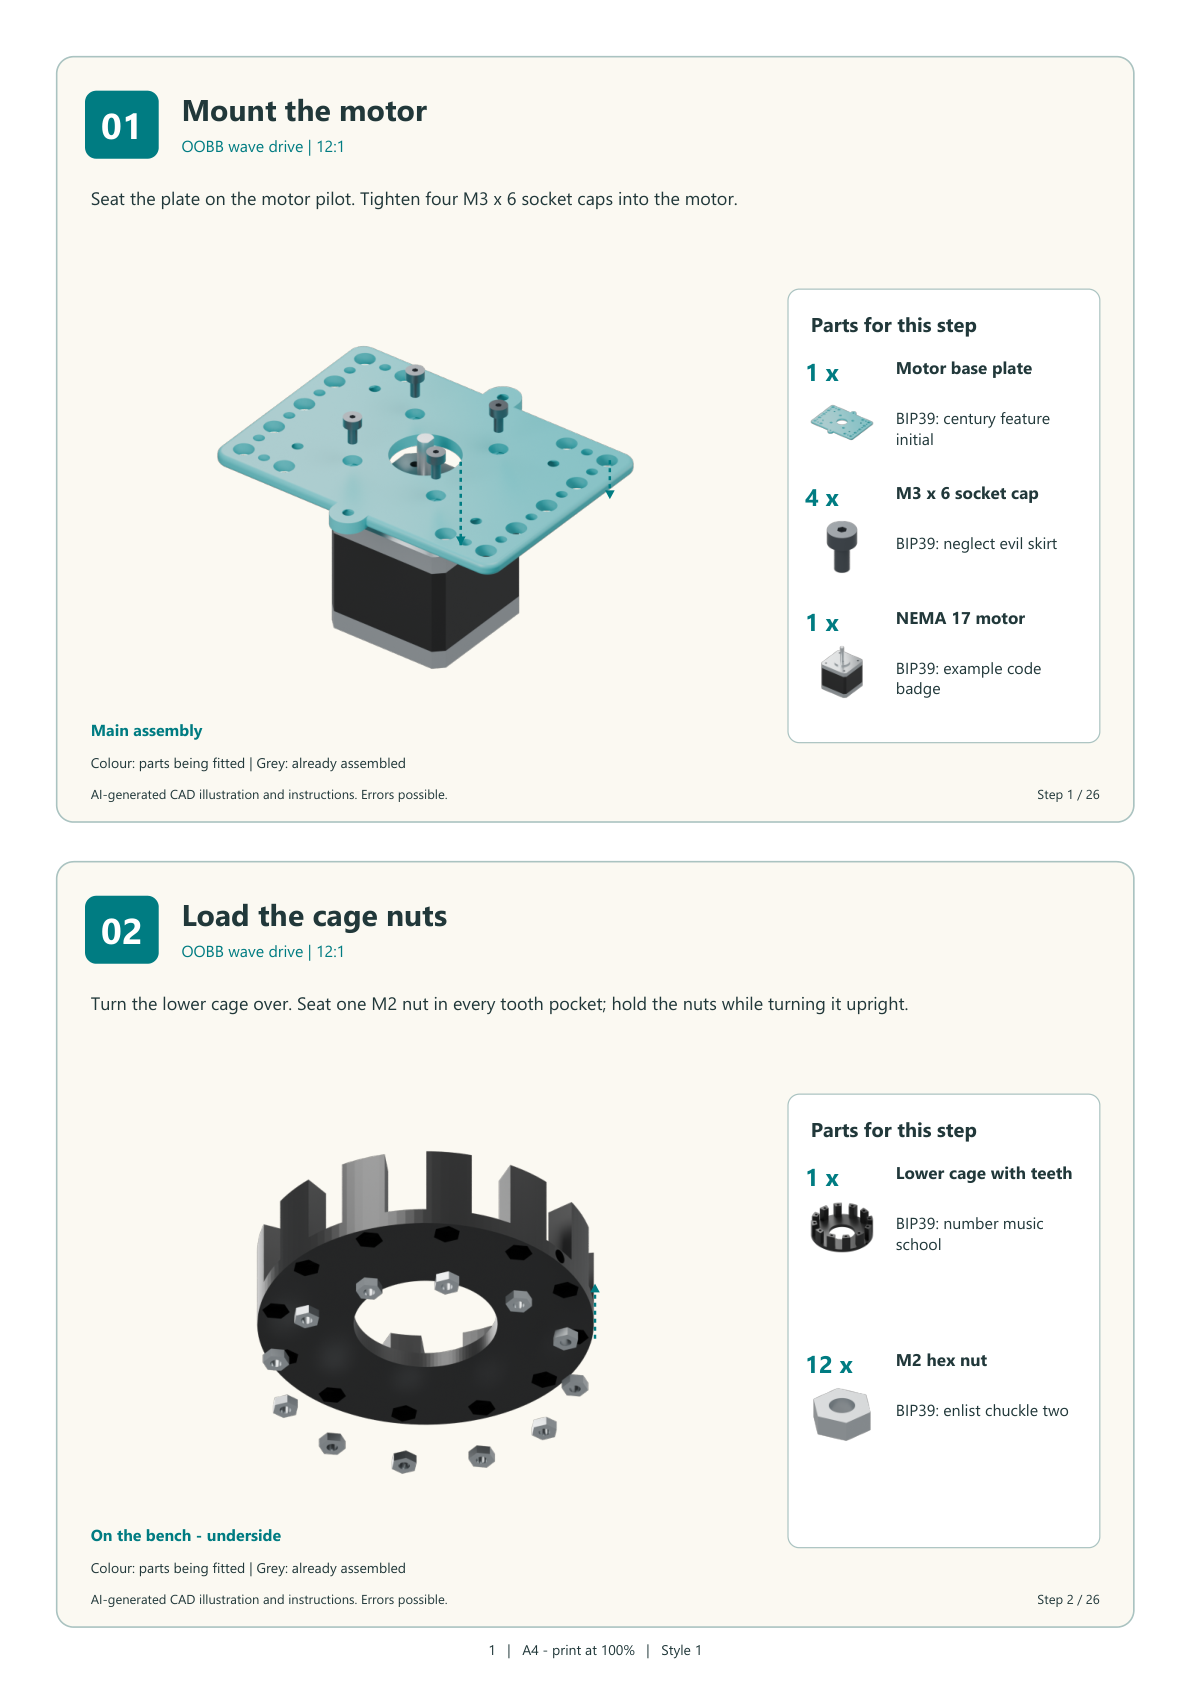 01
Mount the motor
OOBB wave drive | 12:1
Seat the plate on the motor pilot. Tighten four M3 x 6 socket caps into the motor.
Parts for this step
1 x
Motor base plate
BIP39: century feature
initial
4 x
M3 x 6 socket cap
BIP39: neglect evil skirt
1 x
NEMA 17 motor
BIP39: example code
badge
Main assembly
Colour: parts being fitted | Grey: already assembled
AI-generated CAD illustration and instructions. Errors possible.
Step 1 / 26
02
Load the cage nuts
OOBB wave drive | 12:1
Turn the lower cage over. Seat one M2 nut in every tooth pocket; hold the nuts while turning it upright.
Parts for this step
1 x
Lower cage with teeth
BIP39: number music
school
12 x
M2 hex nut
BIP39: enlist chuckle two
On the bench - underside
Colour: parts being fitted | Grey: already assembled
AI-generated CAD illustration and instructions. Errors possible.
Step 2 / 26
1 | A4 - print at 100% | Style 1